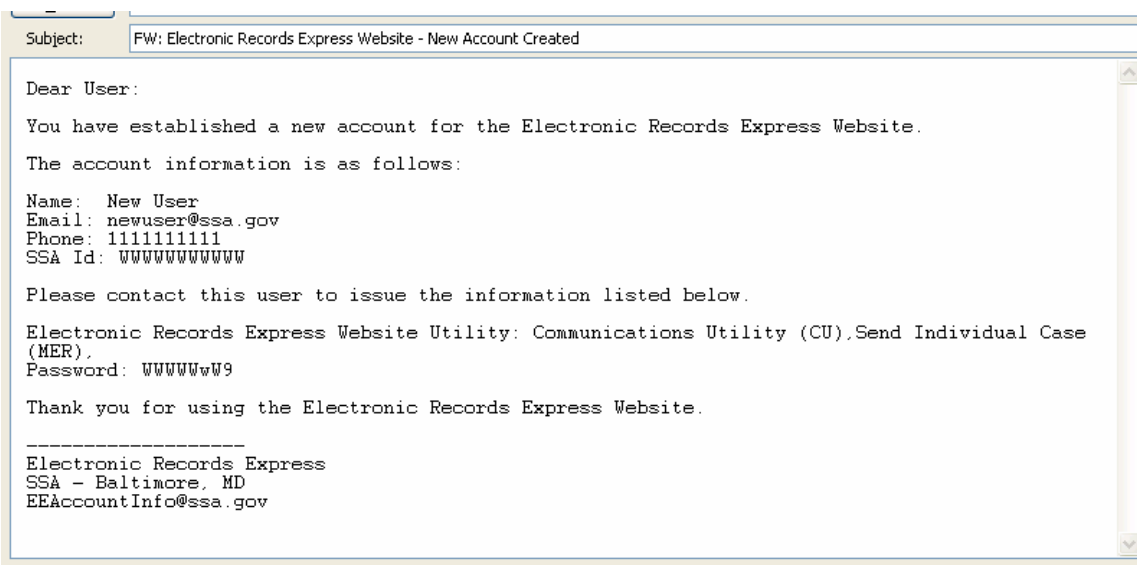 Subject: FW: Electronic Records Express Website - New Account Created
Dear User:
You have established a new account for the Electronic Records Express Website.
The account information is as follows:
Name:  New User
Email: newuser@ssa.gov
Phone: 1111111111
SSA Id: WWWWWWWWWWW
Please contact this user to issue the information listed below.
Electronic Records Express Website Utility: Communications Utility (CU),Send Individual Case
(MER),
Password: WWWWWwW9
Thank you for using the Electronic Records Express Website.
___________________
Electronic Records Express
SSA – Baltimore, MD
EEAccountInfo@ssa.gov